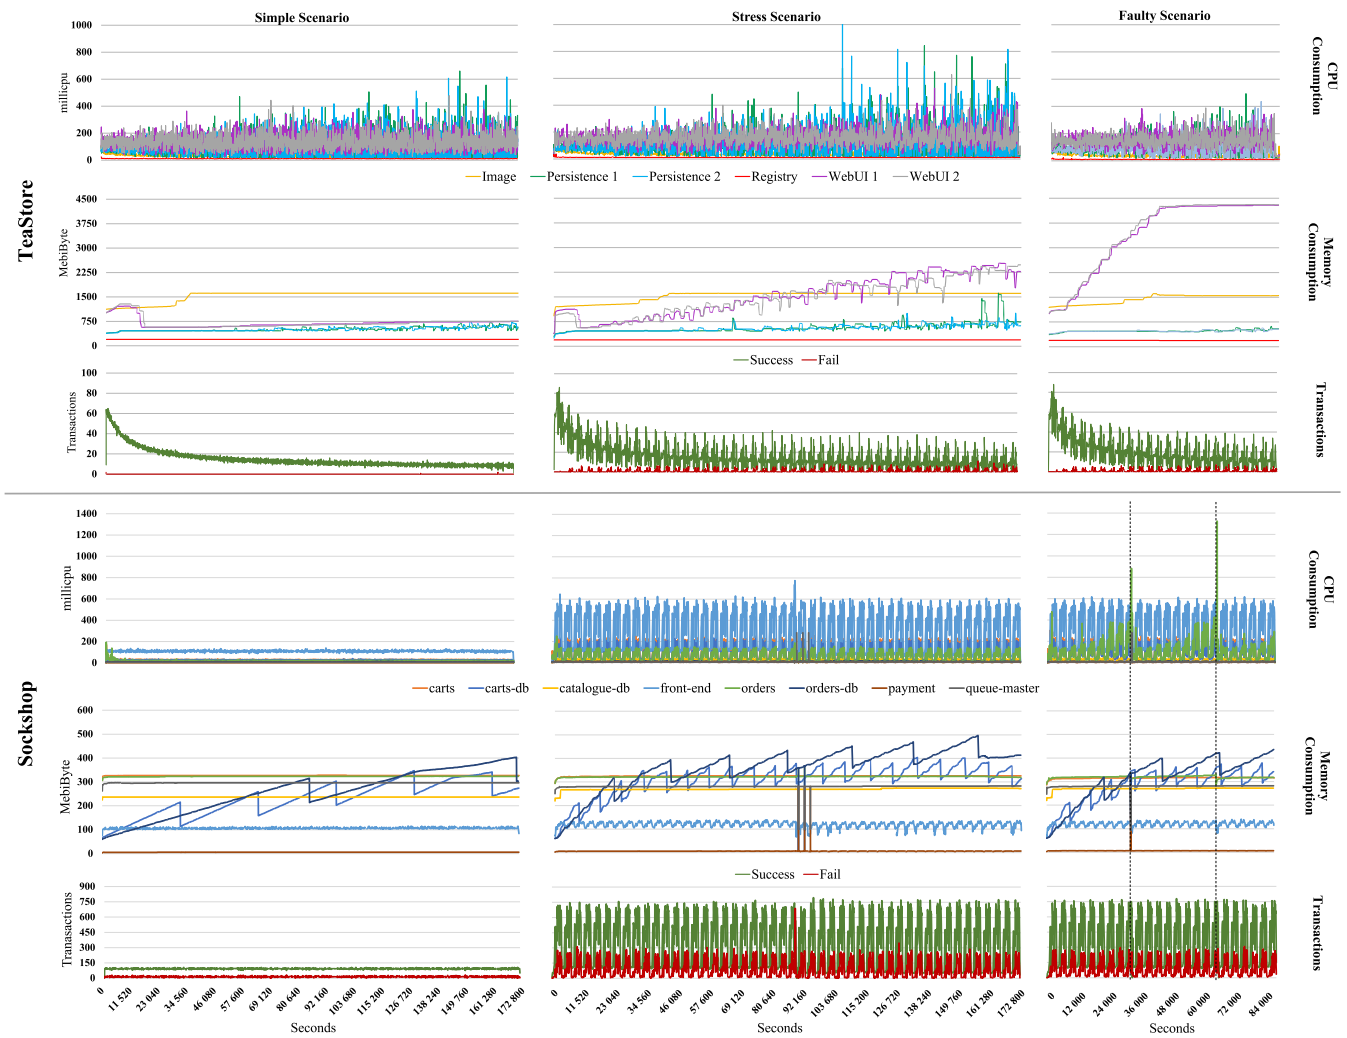 Simple Scenario
Stress Scenario
Faulty Scenario
TeaStore
millicpu
1000
800
600
400
200
0
CPU
Consumption
Image
Persistence 1
Persistence 2
Registry
WebUI 1
WebUI 2
MebiByte
4500
3750
3000
2250
1500
750
0
Memory
Consumption
Success
Fail
Transactions
100
80
60
40
20
0
Transactions
Sockshop
millicpu
1400
1200
1000
800
600
400
200
0
CPU
Consumption
carts
carts-db
catalogue-db
front-end
orders
orders-db
payment
queue-master
MebiByte
600
500
400
300
200
100
0
Memory
Consumption
Success
Fail
Tranasactions
900
750
600
450
300
150
0
Transactions
0
11 520
23 040
34 560
46 080
57 600
69 120
80 640
92 160
103 680
115 200
126 720
138 240
149 760
161 280
172 800
0
11 520
23 040
34 560
46 080
57 600
69 120
80 640
92 160
103 680
115 200
126 720
138 240
149 760
161 280
172 800
0
12 000
24 000
36 000
48 000
60 000
72 000
84 000
Seconds
Seconds
Seconds